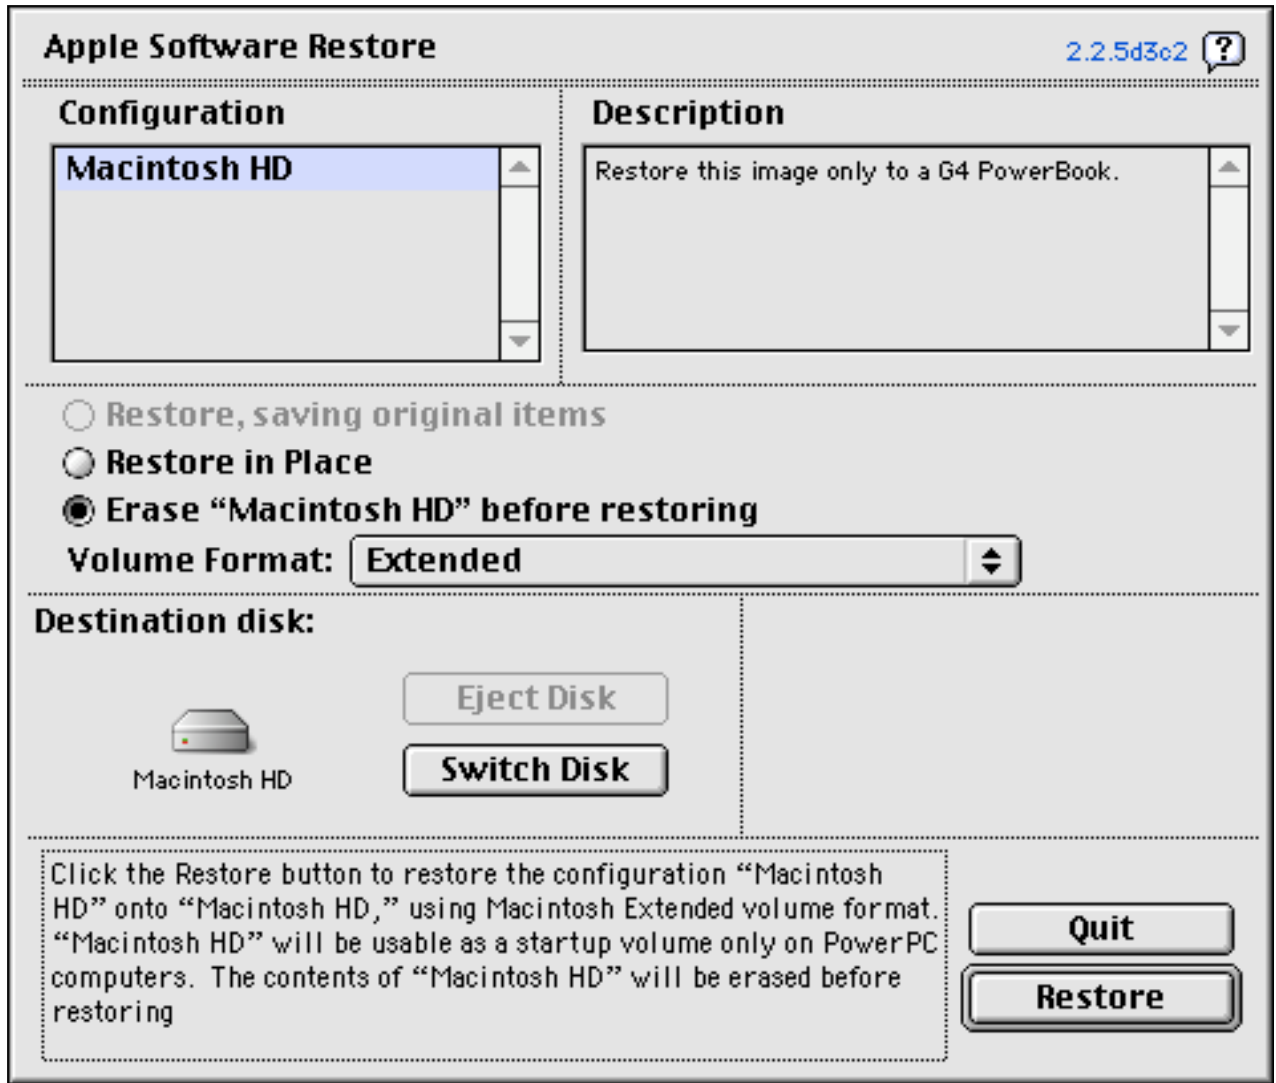 Apple Software Restore
2.2.5d3c2 ?
Configuration
Description
Macintosh HD
Restore this image only to a G4 PowerBook.
Restore, saving original items
Restore in Place
Erase “Macintosh HD” before restoring
Volume Format: Extended
Destination disk:
Eject Disk
Macintosh HD
Switch Disk
Click the Restore button to restore the configuration “Macintosh
HD” onto “Macintosh HD,” using Macintosh Extended volume format.
“Macintosh HD” will be usable as a startup volume only on PowerPC
computers.  The contents of “Macintosh HD” will be erased before
restoring
Quit
Restore